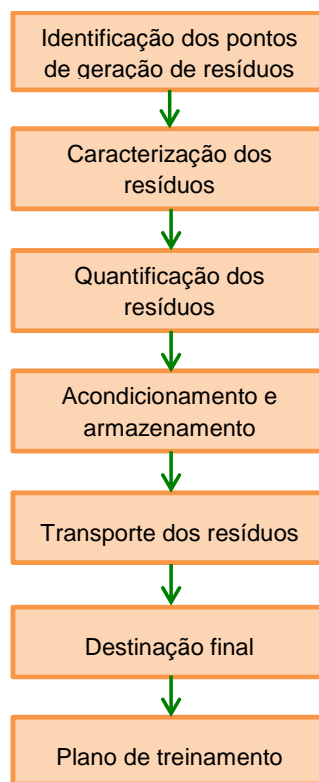 Identificação dos pontos
de geração de resíduos
Caracterização dos
resíduos
Quantificação dos
resíduos
Acondicionamento e
armazenamento
Transporte dos resíduos
Destinação final
Plano de treinamento